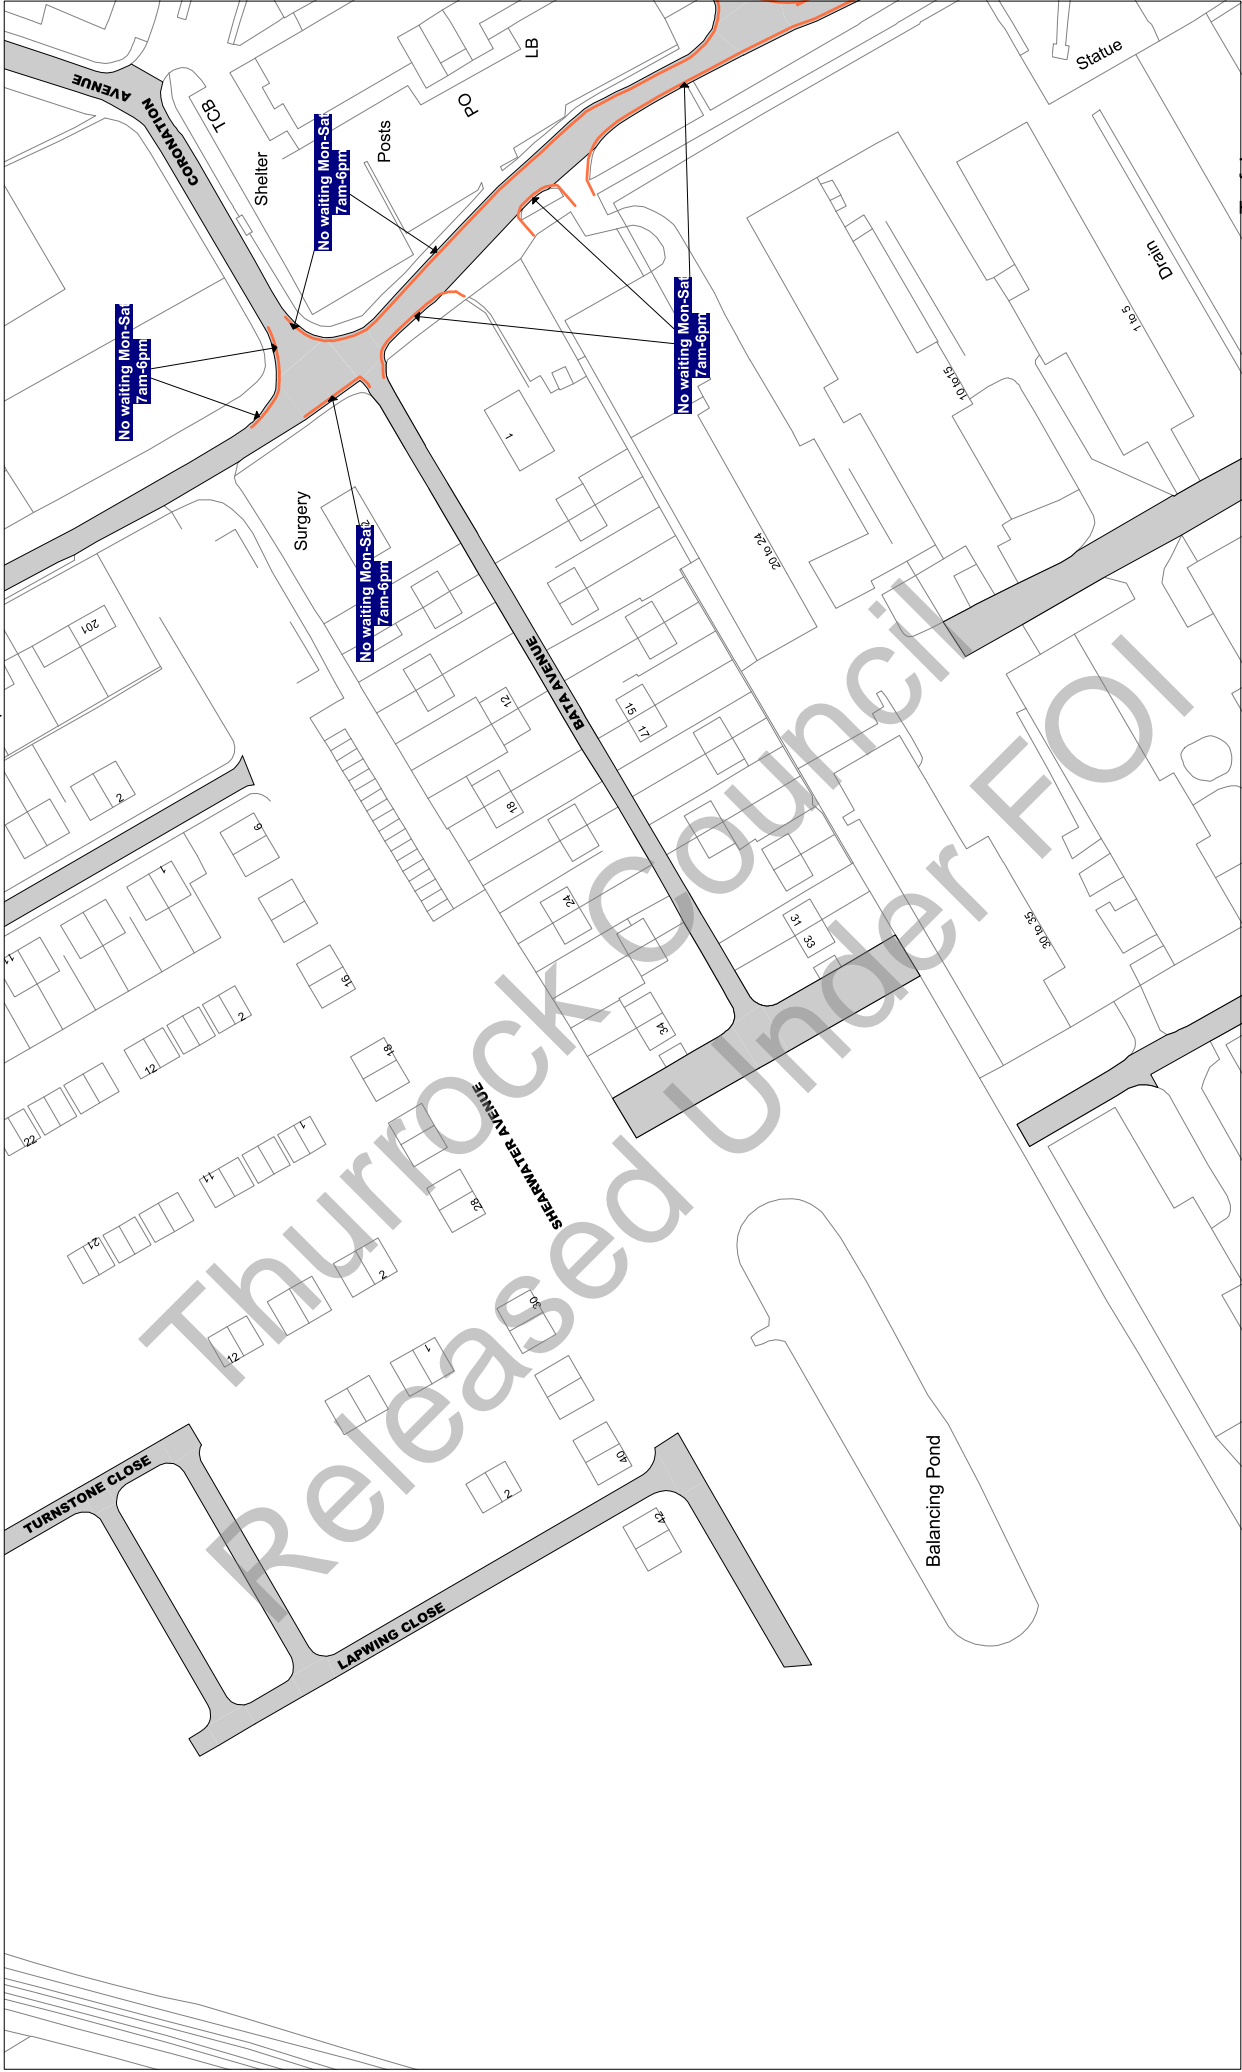 CORONATION
AVENUE
TCB
Shelter
Posts
PO
LB
Statue
Drain
No waiting Mon-Sat
7am-6pm
No waiting Mon-Sat
7am-6pm
No waiting Mon-Sat
7am-6pm
No waiting Mon-Sat
7am-6pm
Surgery
1
2
12
18
24
34
15
17
31
33
BATA AVENUE
1 to 5
10 to15
20 to 24
30 to 35
201
2
6
1
11
16
2
12
22
18
1
11
21
28
2
12
30
1
40
2
42
SHEARWATER AVENUE
TURNSTONE CLOSE
LAPWING CLOSE
Balancing Pond
Thurrock Council
Released Under FOI